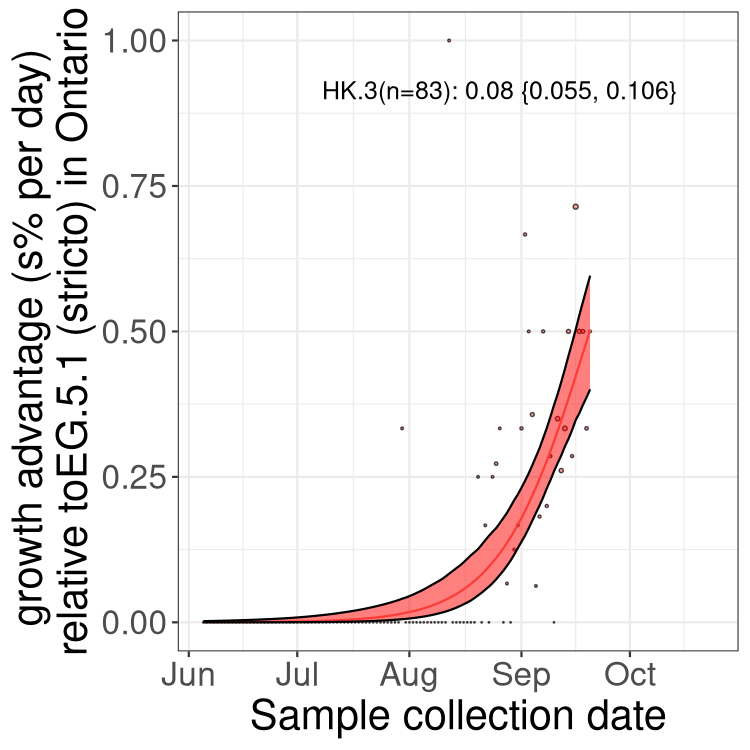 growth advantage (s% per day)
relative toEG.5.1 (stricto) in Ontario
1.00
0.75
0.50
0.25
0.00
HK.3(n=83): 0.08 {0.055, 0.106}
Jun Jul Aug Sep Oct
Sample collection date